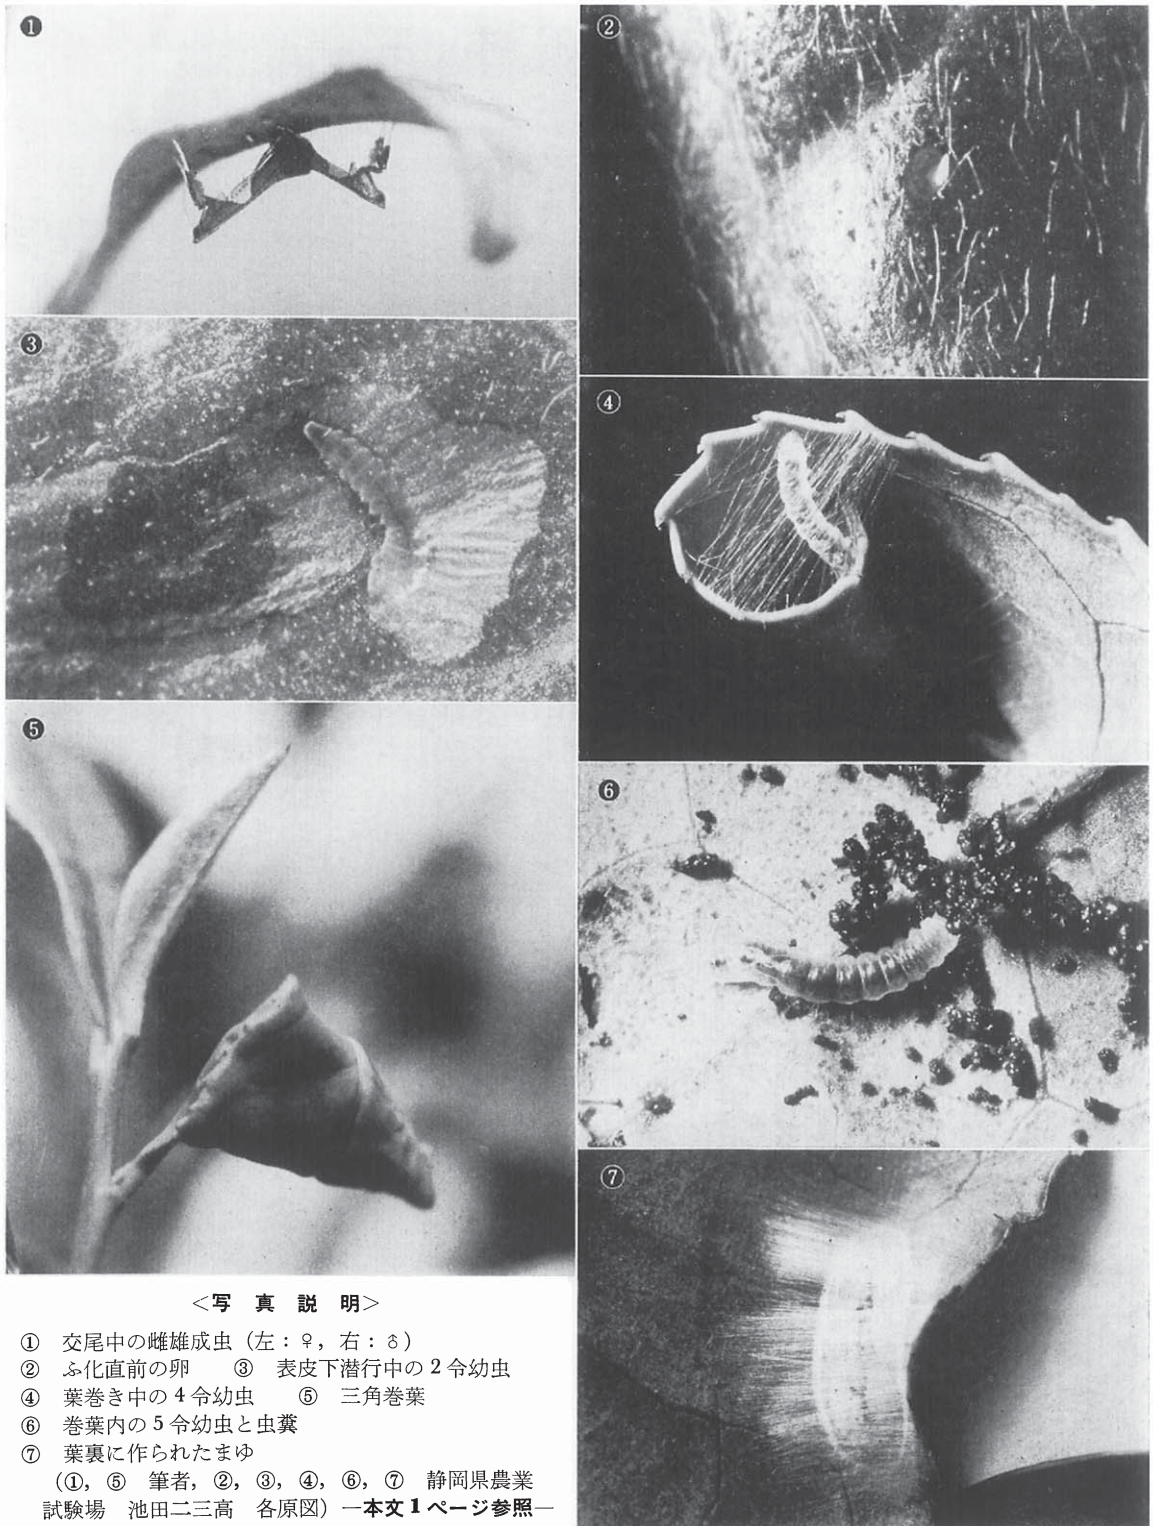 ①
②
③
④
⑤
⑥
⑦
＜写真説明＞
① 交尾中の雌雄成虫（左：♀，右：♂）
② ふ化直前の卵　③ 表皮下潜行中の2令幼虫
④ 葉巻き中の4令幼虫　⑤ 三角巻葉
⑥ 巻葉内の5令幼虫と虫糞
⑦ 葉裏に作られたまゆ
（①，⑤ 筆者，②，③，④，⑥，⑦ 静岡県農業
試験場　池田二三高　各原図）―本文1ページ参照―